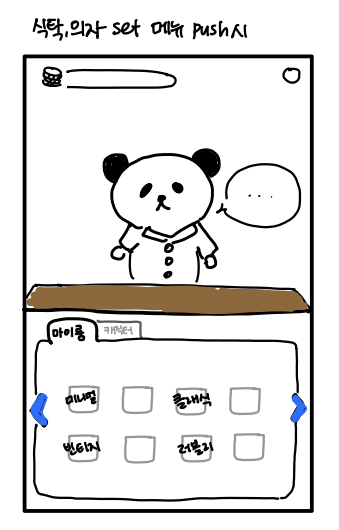 식탁,의자 set 메뉴 push시
...
마이룸 캐릭터
미니멀 클래식
빈티지 러블리